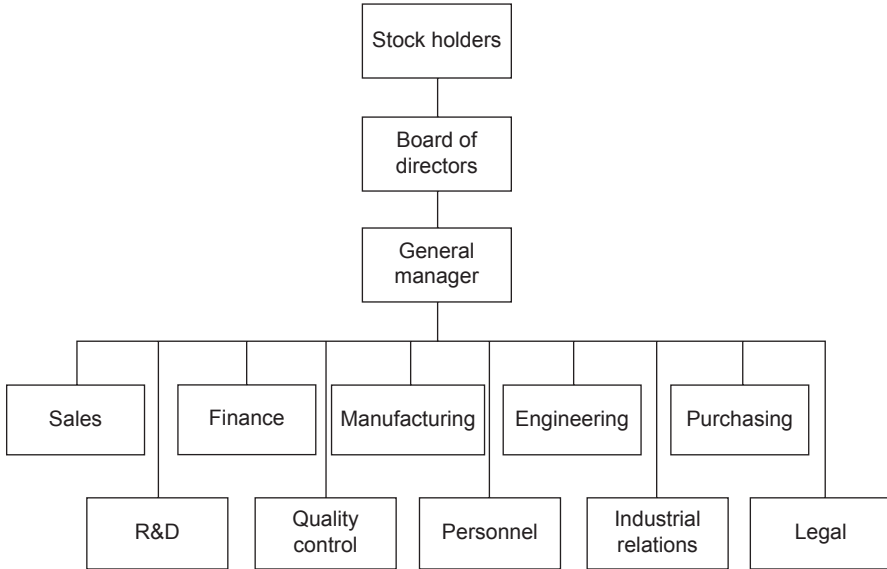 Stock holders
Board of
directors
General
manager
Sales
Finance
Manufacturing
Engineering
Purchasing
R&D
Quality
control
Personnel
Industrial
relations
Legal